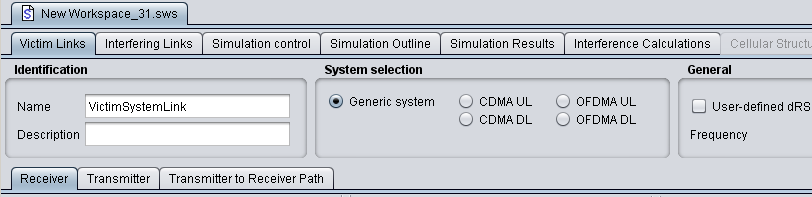 New Workspace_31.sws
Victim Links Interfering Links Simulation control Simulation Outline Simulation Results Interference Calculations Cellular Structu
Identification System selection General
Name VictimSystemLink Generic system CDMA UL OFDMA UL User-defined dRS
Description CDMA DL OFDMA DL Frequency
Receiver Transmitter Transmitter to Receiver Path